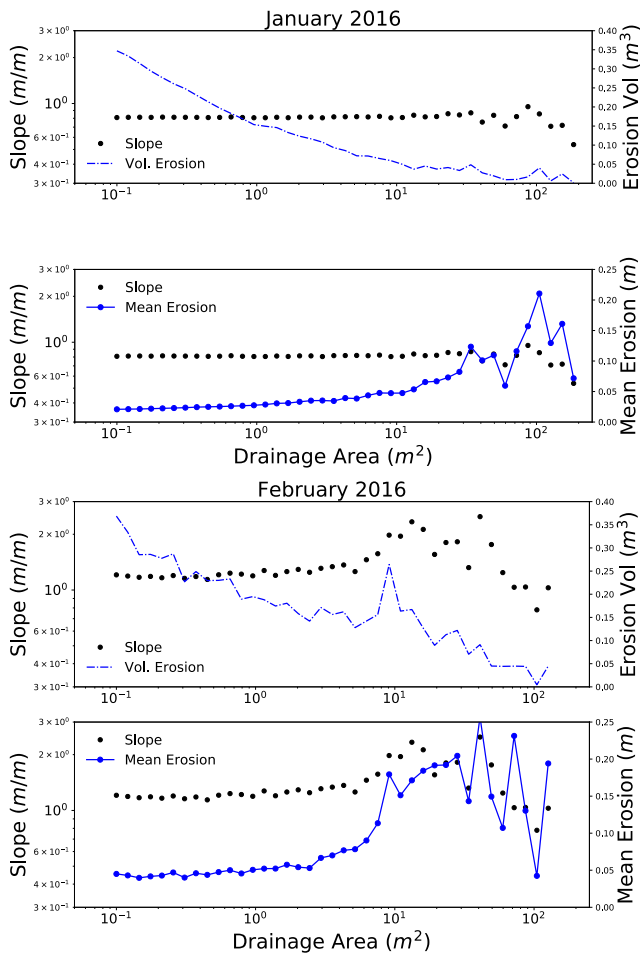 January 2016
3 × 10⁰
10⁰
6 × 10⁻¹
4 × 10⁻¹
3 × 10⁻¹
Slope (m/m)
0.40
0.35
0.30
0.25
0.20
0.15
0.10
0.05
0.00
Erosion Vol (m³)
Slope
Vol. Erosion
10⁻¹
10⁰
10¹
10²
3 × 10⁰
2 × 10⁰
10⁰
6 × 10⁻¹
4 × 10⁻¹
3 × 10⁻¹
Slope (m/m)
0.25
0.20
0.15
0.10
0.05
0.00
Mean Erosion (m)
Slope
Mean Erosion
10⁻¹
10⁰
10¹
10²
Drainage Area (m²)
February 2016
3 × 10⁰
2 × 10⁰
10⁰
6 × 10⁻¹
4 × 10⁻¹
3 × 10⁻¹
Slope (m/m)
0.40
0.35
0.30
0.25
0.20
0.15
0.10
0.05
0.00
Erosion Vol (m³)
Slope
Vol. Erosion
10⁻¹
10⁰
10¹
10²
3 × 10⁰
2 × 10⁰
10⁰
6 × 10⁻¹
4 × 10⁻¹
3 × 10⁻¹
Slope (m/m)
0.25
0.20
0.15
0.10
0.05
0.00
Mean Erosion (m)
Slope
Mean Erosion
10⁻¹
10⁰
10¹
10²
Drainage Area (m²)